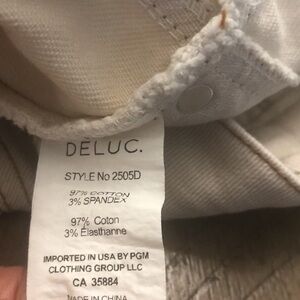 DÉLUC.
STYLE No 2505D
97% COTTON
3% SPANDEX
97% Coton
3% Élasthanne
IMPORTED IN USA BY PGM
CLOTHING GROUP LLC
CA 35884
MADE IN CHINA